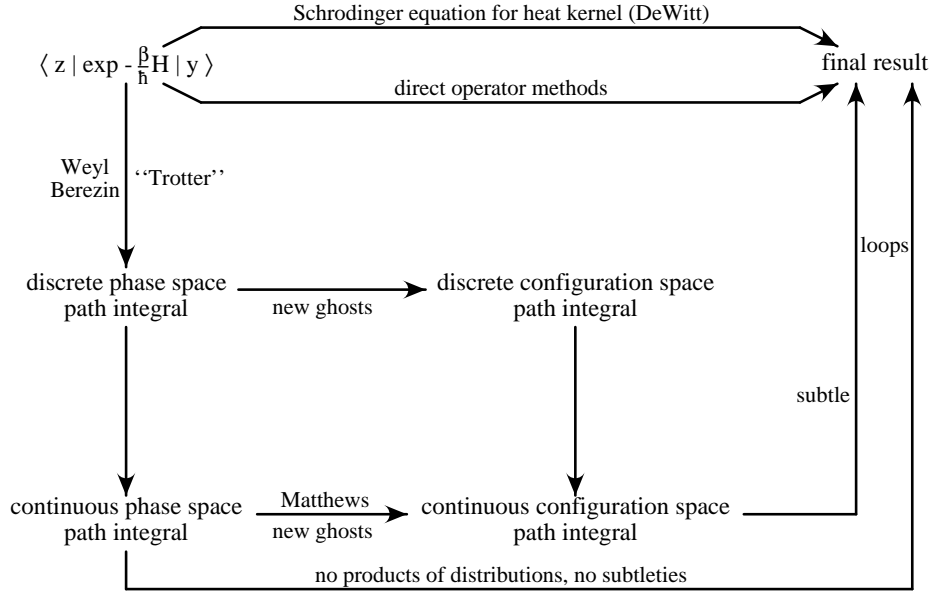 Schrodinger equation for heat kernel (DeWitt)
⟨ z | exp - β/ħ H | y ⟩
final result
direct operator methods
Weyl
Berezin
‘‘Trotter’’
loops
discrete phase space
path integral
new ghosts
discrete configuration space
path integral
subtle
continuous phase space
path integral
Matthews
new ghosts
continuous configuration space
path integral
no products of distributions, no subtleties